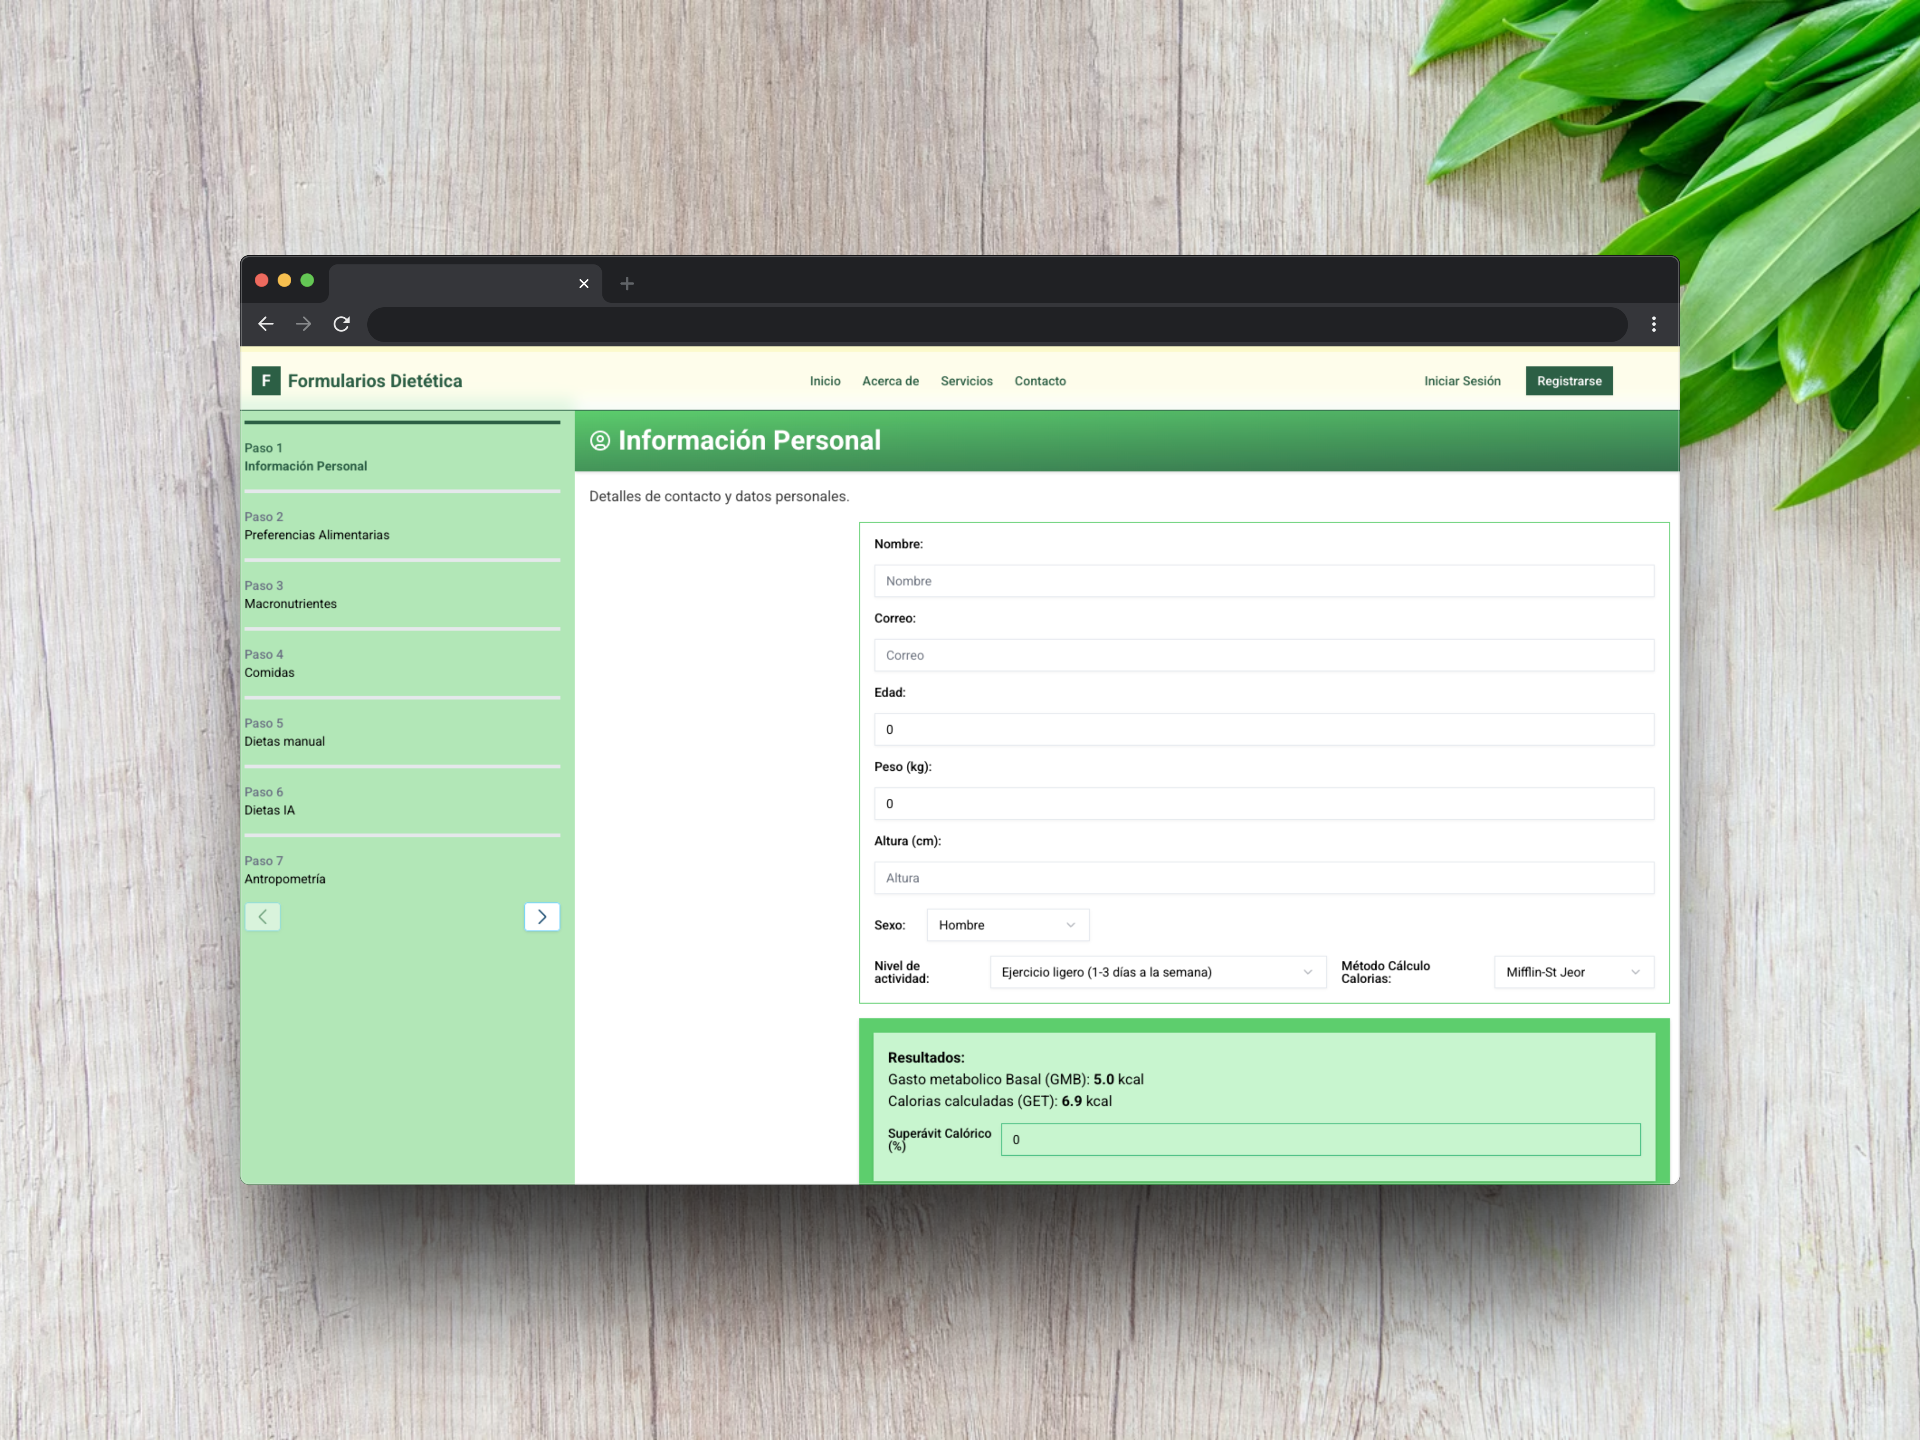 F Formularios Dietética
Inicio Acerca de Servicios Contacto
Iniciar Sesión Registrarse
Paso 1
Información Personal
Paso 2
Preferencias Alimentarias
Paso 3
Macronutrientes
Paso 4
Comidas
Paso 5
Dietas manual
Paso 6
Dietas IA
Paso 7
Antropometría
Información Personal
Detalles de contacto y datos personales.
Nombre:
Nombre
Correo:
Correo
Edad:
0
Peso (kg):
0
Altura (cm):
Altura
Sexo: Hombre
Nivel de
actividad:
Ejercicio ligero (1-3 días a la semana)
Método Cálculo
Calorias:
Mifflin-St Jeor
Resultados:
Gasto metabolico Basal (GMB): 5.0 kcal
Calorias calculadas (GET): 6.9 kcal
Superávit Calórico
(%)
0